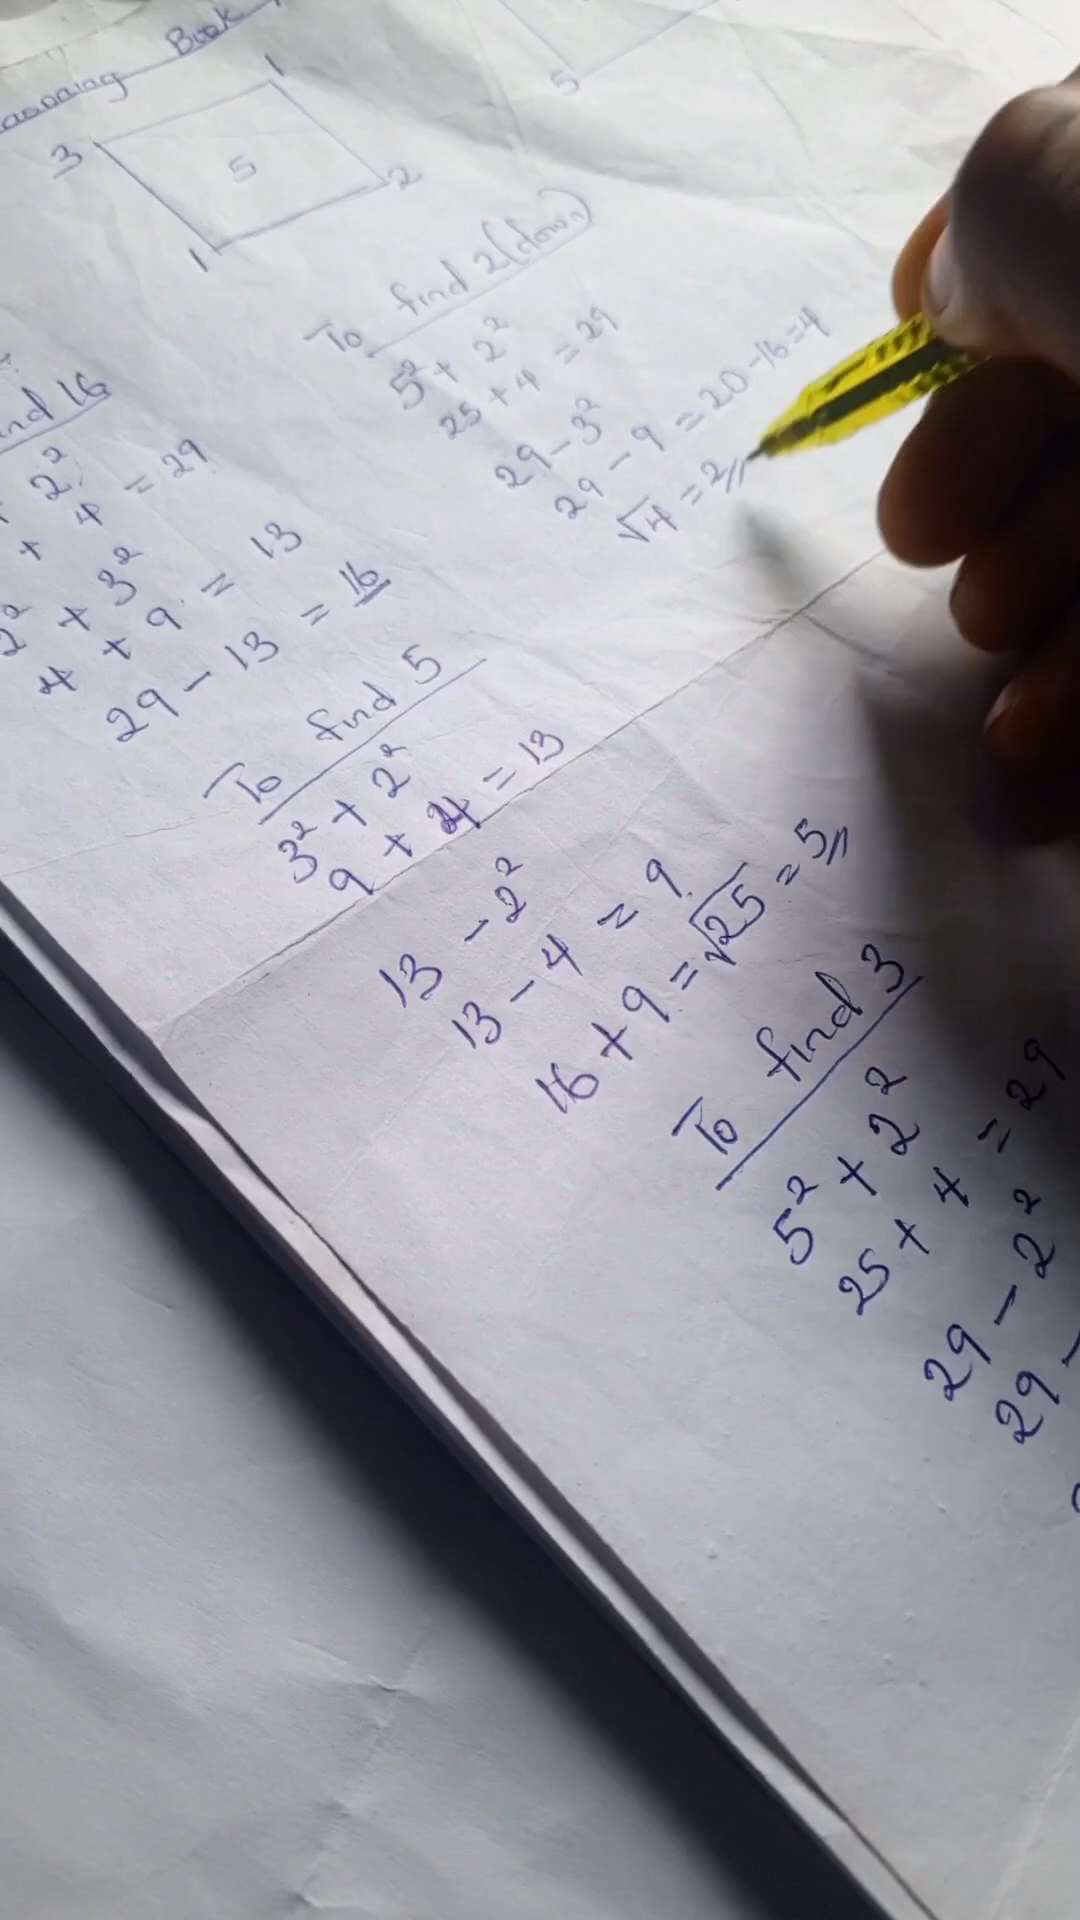 Book
3
1
5
2
1
5
To find 2(down)
5² + 2²
25 + 4 = 29
29 - 3²
29 - 9 = 20 - 16 = 4
√4 = 2//
find 16
2²
+ 4 = 29
2² + 3²
4 + 9 = 13
29 - 13 = 16
To find 5
3² + 2²
9 + 4 = 13
13 - 2²
13 - 4 = 9
16 + 9 = √25 = 5//
To find 3
5² + 2²
25 + 4 = 29
29 - 2²
29 -